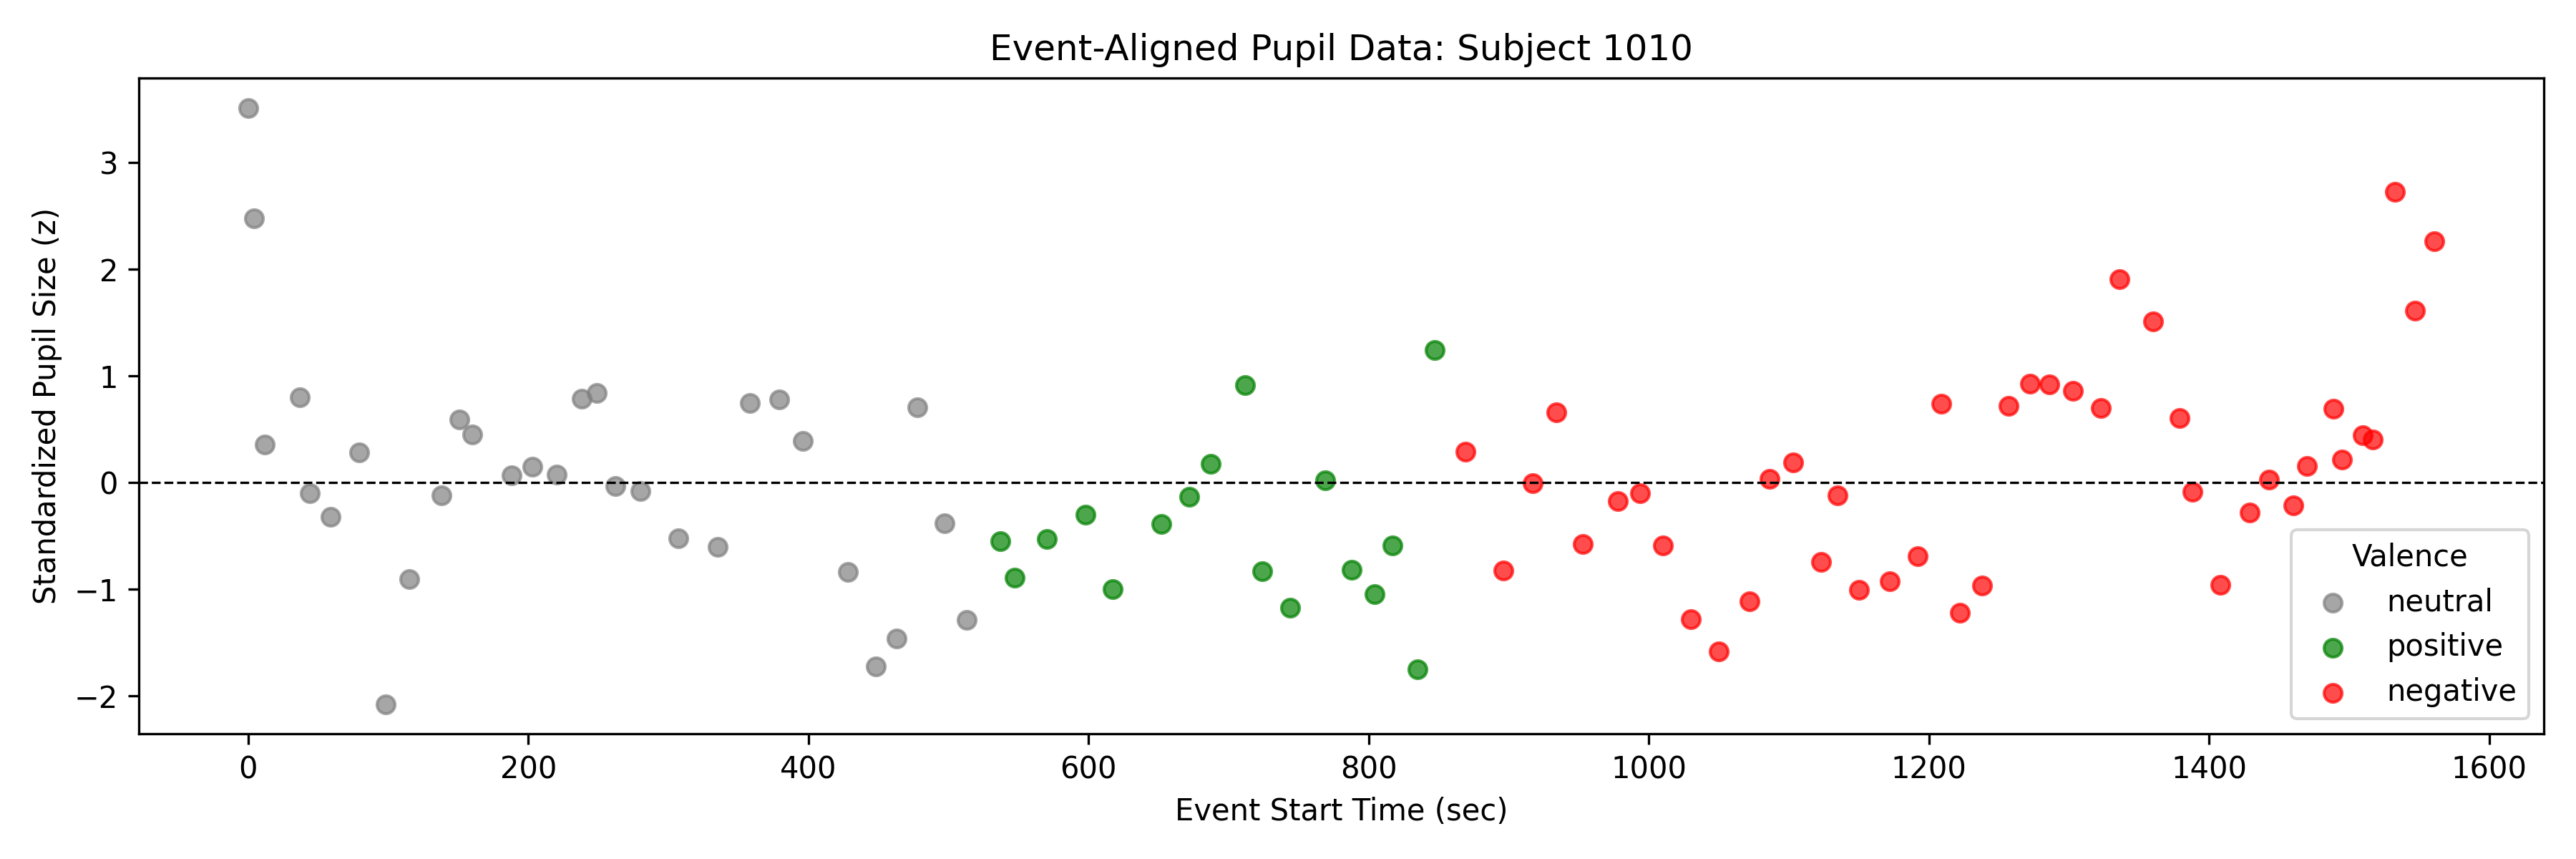 Event-Aligned Pupil Data: Subject 1010
Standardized Pupil Size (z)
3
2
1
0
−1
−2
0 200 400 600 800 1000 1200 1400 1600
Event Start Time (sec)
Valence
neutral
positive
negative